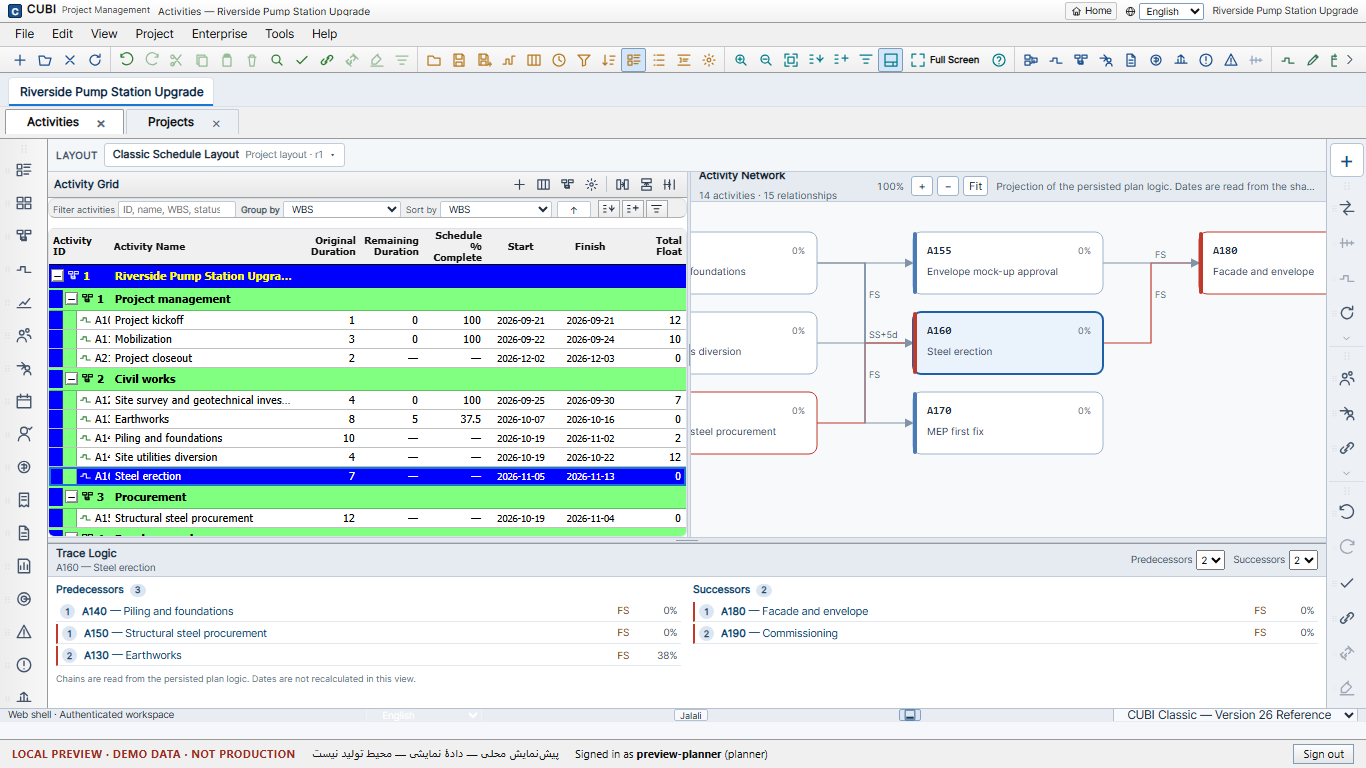 CUBI Project Management Activities — Riverside Pump Station Upgrade Home English Riverside Pump Station Upgrade
File Edit View Project Enterprise Tools Help
Full Screen
Riverside Pump Station Upgrade
Activities × Projects ×
LAYOUT Classic Schedule Layout Project layout · r1
Activity Grid
Filter activities ID, name, WBS, status Group by WBS Sort by WBS
Activity ID Activity Name Original Duration Remaining Duration Schedule % Complete Start Finish Total Float
1 Riverside Pump Station Upgra...
1 Project management
Project kickoff 1 0 100 2026-09-21 2026-09-21 12
Mobilization 3 0 100 2026-09-22 2026-09-24 10
Project closeout 2 — — 2026-12-02 2026-12-03 0
2 Civil works
Site survey and geotechnical inves... 4 0 100 2026-09-25 2026-09-30 7
Earthworks 8 5 37.5 2026-10-07 2026-10-16 0
Piling and foundations 10 — — 2026-10-19 2026-11-02 2
Site utilities diversion 4 — — 2026-10-19 2026-10-22 12
Steel erection 7 — — 2026-11-05 2026-11-13 0
3 Procurement
Structural steel procurement 12 — — 2026-10-19 2026-11-04 0
Activity Network
14 activities · 15 relationships
100% + − Fit Projection of the persisted plan logic. Dates are read from the sha...
0%
foundations
A155 0%
Envelope mock-up approval
FS
A180
Facade and envelope
FS
FS
0%
s diversion
SS+5d
A160 0%
Steel erection
FS
0%
steel procurement
A170 0%
MEP first fix
Trace Logic
A160 — Steel erection
Predecessors 2 Successors 2
Predecessors 3
1 A140 — Piling and foundations FS 0%
1 A150 — Structural steel procurement FS 0%
2 A130 — Earthworks FS 38%
Successors 2
1 A180 — Facade and envelope FS 0%
2 A190 — Commissioning FS 0%
Chains are read from the persisted plan logic. Dates are not recalculated in this view.
Web shell · Authenticated workspace English Jalali CUBI Classic — Version 26 Reference
LOCAL PREVIEW · DEMO DATA · NOT PRODUCTION پیش‌نمایش محلی — دادهٔ نمایشی — محیط تولید نیست Signed in as preview-planner (planner) Sign out